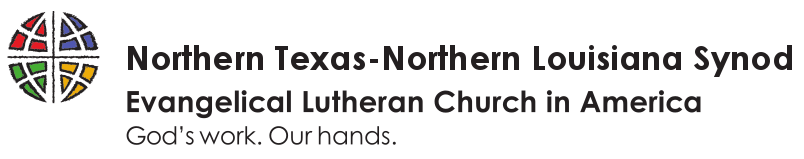 Northern Texas-Northern Louisiana Synod
Evangelical Lutheran Church in America
God's work. Our hands.